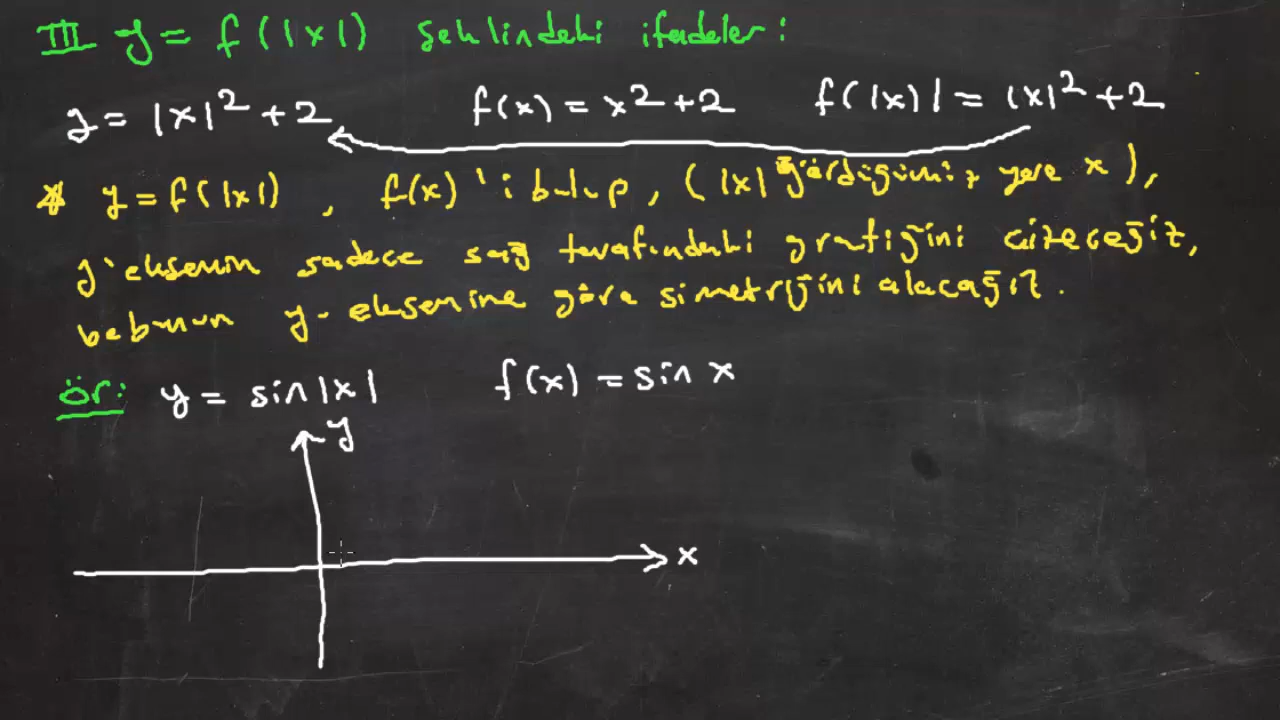 III y = f(|x|) şeklindeki ifadeler:
y = |x|² + 2 f(x) = x² + 2 f(|x)| = |x|² + 2
* y = f(|x|) , f(x)'i bulup, (|x| gördüğümüz yere x),
y'eksenin sadece sağ tarafındaki grafiğini çizeceğiz,
ve bunun y-eksenine göre simetriğini alacağız.
ör: y = sin|x| f(x) = sin x
y
x